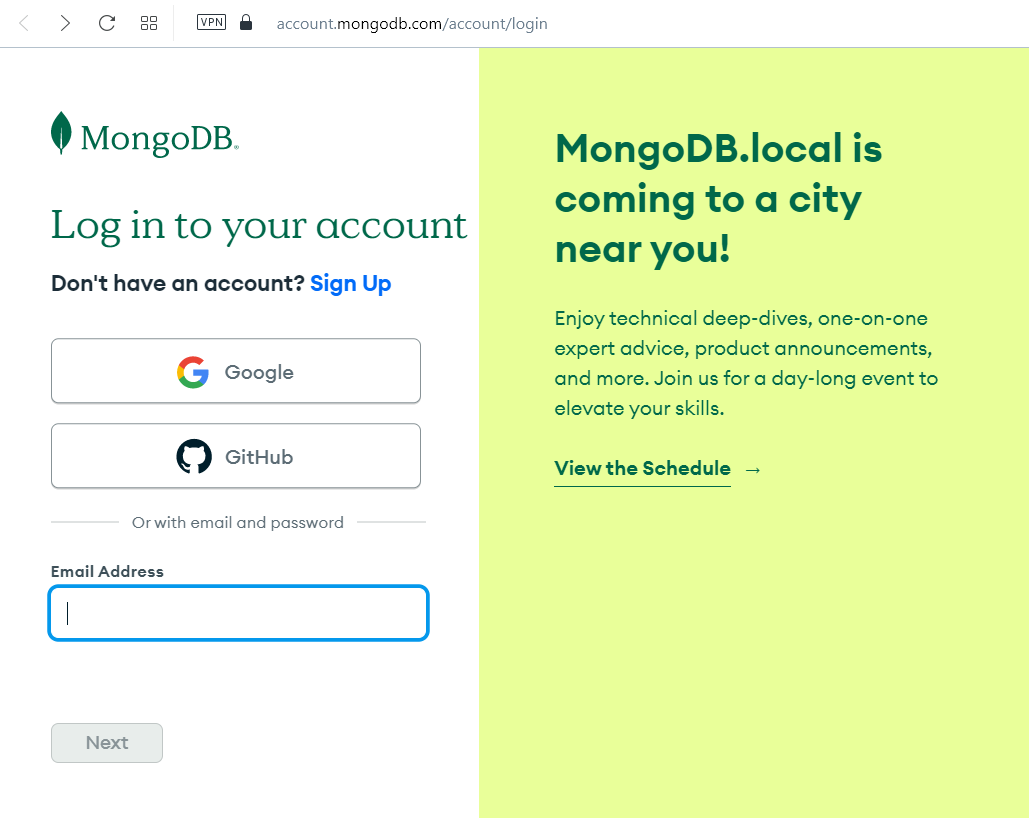 VPN
account.mongodb.com/account/login
MongoDB
Log in to your account
Don't have an account? Sign Up
Google
GitHub
Or with email and password
Email Address
Next
MongoDB.local is
coming to a city
near you!
Enjoy technical deep-dives, one-on-one
expert advice, product announcements,
and more. Join us for a day-long event to
elevate your skills.
View the Schedule →